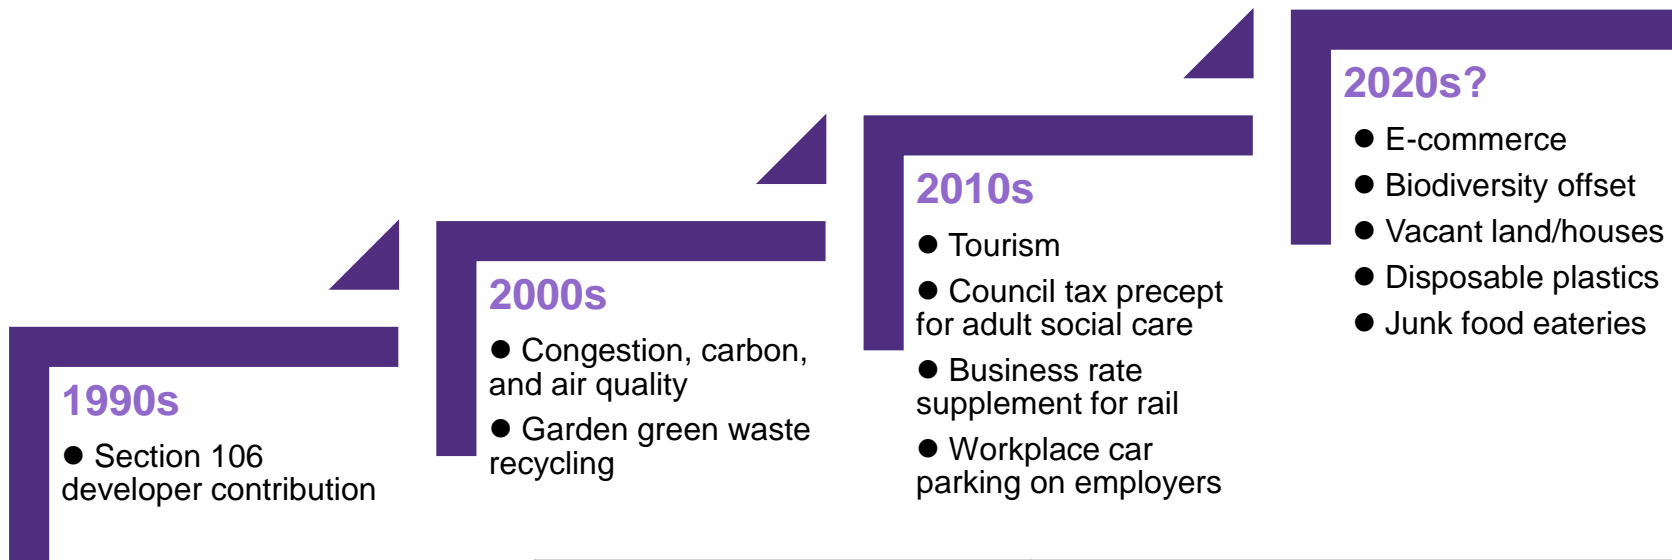 1990s
● Section 106
developer contribution
2000s
● Congestion, carbon,
and air quality
● Garden green waste
recycling
2010s
● Tourism
● Council tax precept
for adult social care
● Business rate
supplement for rail
● Workplace car
parking on employers
2020s?
● E-commerce
● Biodiversity offset
● Vacant land/houses
● Disposable plastics
● Junk food eateries